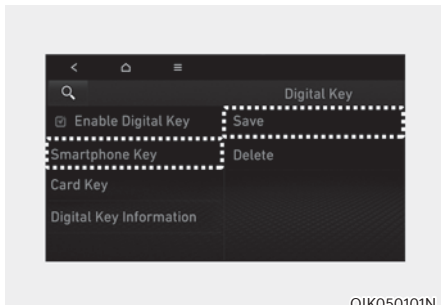 Digital Key
Enable Digital Key
Save
Smartphone Key
Delete
Card Key
Digital Key Information
OIK050101N